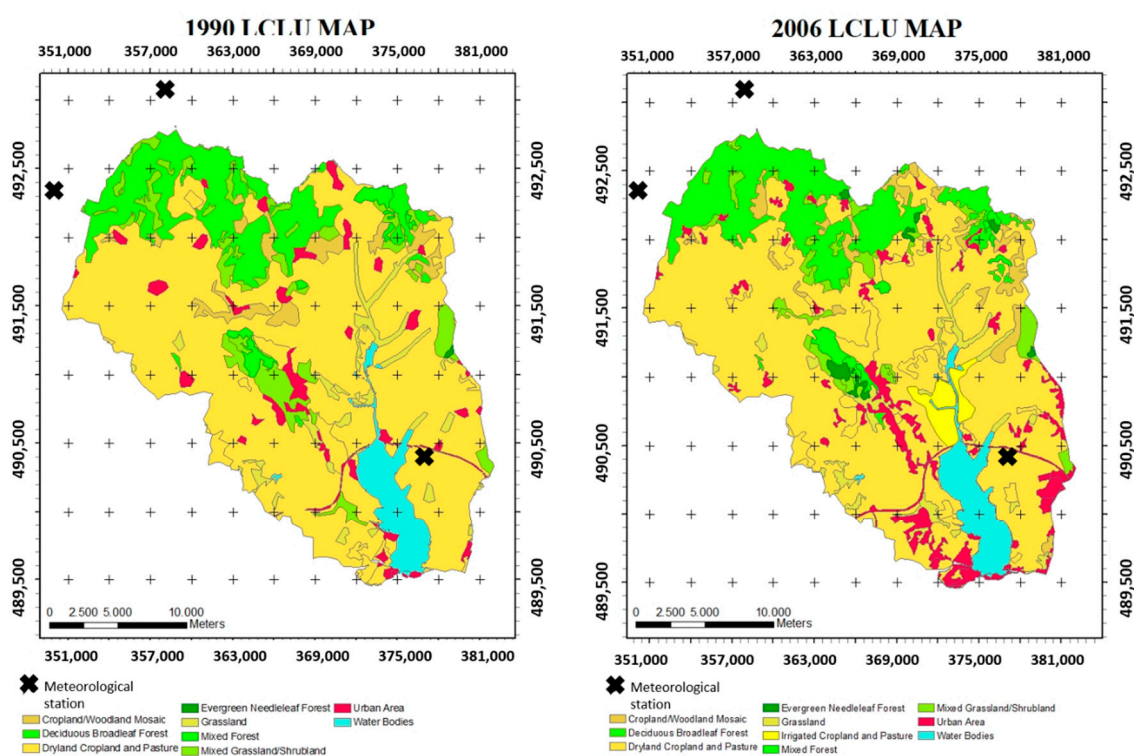 1990 LCLU MAP
351,000 357,000 363,000 369,000 375,000 381,000
492,500
491,500
490,500
489,500
492,500
491,500
490,500
489,500
0 2.500 5.000 10.000
Meters
351,000 357,000 363,000 369,000 375,000 381,000
Meteorological
station
Cropland/Woodland Mosaic
Deciduous Broadleaf Forest
Dryland Cropland and Pasture
Evergreen Needleleaf Forest
Grassland
Mixed Forest
Mixed Grassland/Shrubland
Urban Area
Water Bodies
2006 LCLU MAP
351,000 357,000 363,000 369,000 375,000 381,000
492,500
491,500
490,500
489,500
492,500
491,500
490,500
489,500
0 2.500 5.000 10.000
Meters
351,000 357,000 363,000 369,000 375,000 381,000
Meteorological
station
Cropland/Woodland Mosaic
Deciduous Broadleaf Forest
Dryland Cropland and Pasture
Evergreen Needleleaf Forest
Grassland
Irrigated Cropland and Pasture
Mixed Forest
Mixed Grassland/Shrubland
Urban Area
Water Bodies